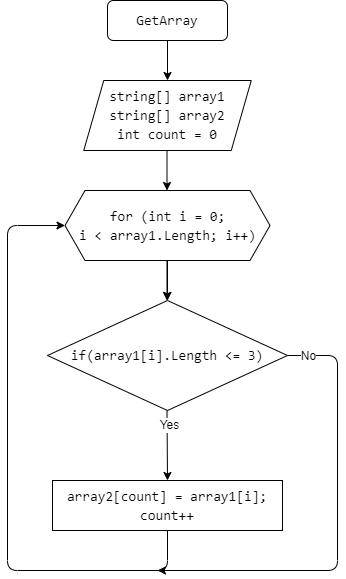 GetArray
string[] array1
string[] array2
int count = 0
for (int i = 0;
i < array1.Length; i++)
if(array1[i].Length <= 3)
No
Yes
array2[count] = array1[i];
count++